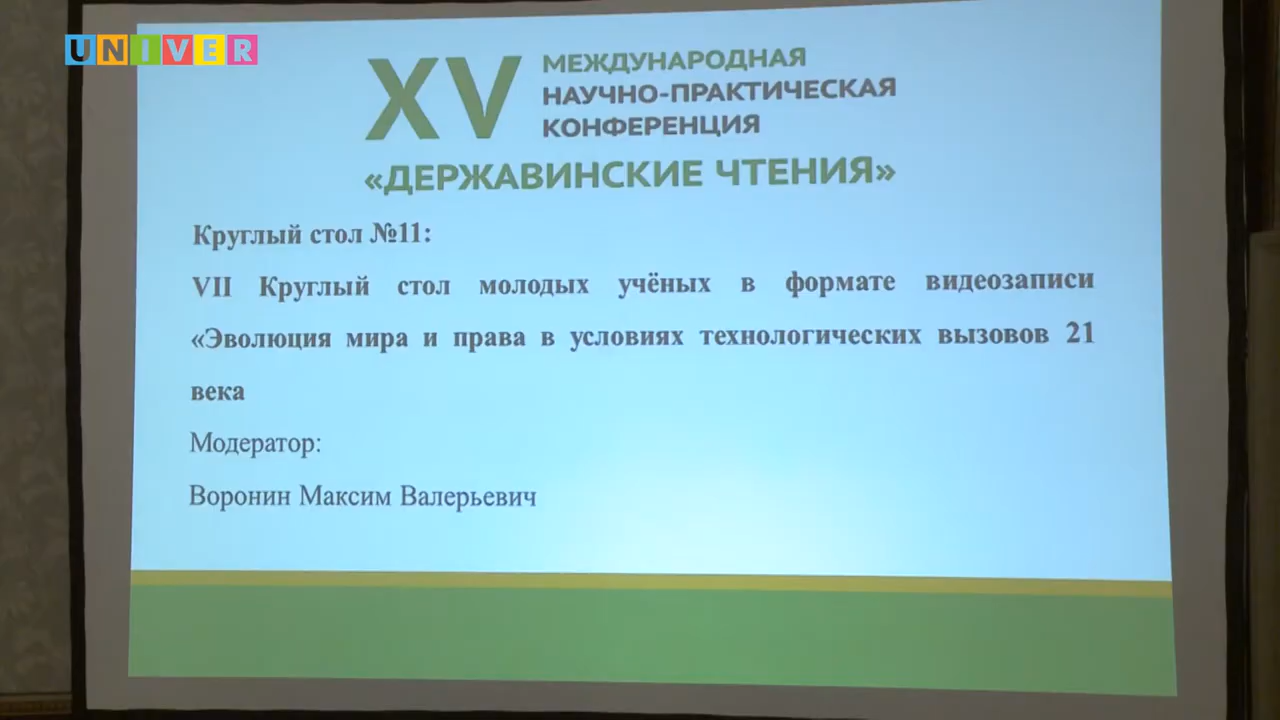 UNIVER
XV МЕЖДУНАРОДНАЯ
НАУЧНО-ПРАКТИЧЕСКАЯ
КОНФЕРЕНЦИЯ
«ДЕРЖАВИНСКИЕ ЧТЕНИЯ»
Круглый стол №11:
VII Круглый стол молодых учёных в формате видеозаписи
«Эволюция мира и права в условиях технологических вызовов 21
века
Модератор:
Воронин Максим Валерьевич